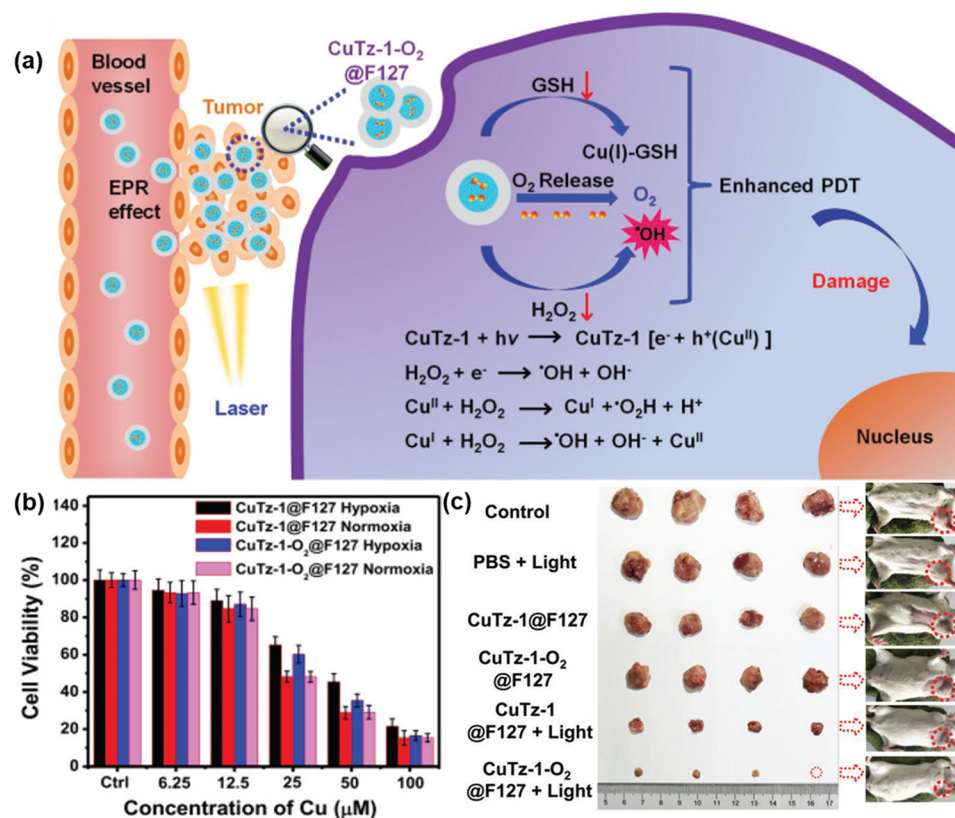 (a)
Blood
vessel
CuTz-1-O₂
@F127
Tumor
EPR
effect
Laser
GSH ↓
Cu(I)-GSH
O₂ Release
O₂
•OH
H₂O₂ ↓
Enhanced PDT
Damage
Nucleus
CuTz-1 + hv → CuTz-1 [e⁻ + h⁺(Cuᴵᴵ) ]
H₂O₂ + e⁻ → •OH + OH⁻
Cuᴵᴵ + H₂O₂ → Cuᴵ + •O₂H + H⁺
Cuᴵ + H₂O₂ → •OH + OH⁻ + Cuᴵᴵ
(b)
CuTz-1@F127 Hypoxia
CuTz-1@F127 Normoxia
CuTz-1-O₂@F127 Hypoxia
CuTz-1-O₂@F127 Normoxia
Cell Viability (%)
140
120
100
80
60
40
20
0
Ctrl 6.25 12.5 25 50 100
Concentration of Cu (μM)
(c)
Control
PBS + Light
CuTz-1@F127
CuTz-1-O₂
@F127
CuTz-1
@F127 + Light
CuTz-1-O₂
@F127 + Light
5 6 7 8 9 10 11 12 13 14 15 16 17